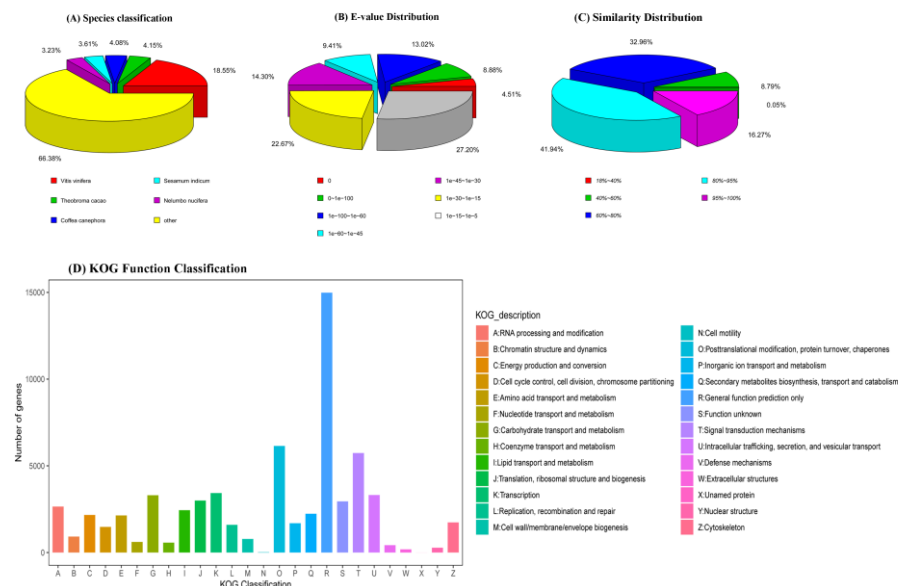 (A) Species classification
3.23%
3.61%
4.08%
4.15%
18.55%
66.38%
Vitis vinifera
Theobroma cacao
Coffea canephora
Sesamum indicum
Nelumbo nucifera
other
(B) E-value Distribution
14.30%
9.41%
13.02%
8.88%
4.51%
22.67%
27.20%
0
0~1e-100
1e-100~1e-60
1e-60~1e-45
1e-45~1e-30
1e-30~1e-15
1e-15~1e-5
(C) Similarity Distribution
32.96%
8.79%
0.05%
16.27%
41.94%
18%~40%
40%~60%
60%~80%
80%~95%
95%~100%
(D) KOG Function Classification
Number of genes
15000
10000
5000
0
A B C D E F G H I J K L M N O P Q R S T U V W X Y Z
KOG Classification
KOG_description
A:RNA processing and modification
B:Chromatin structure and dynamics
C:Energy production and conversion
D:Cell cycle control, cell division, chromosome partitioning
E:Amino acid transport and metabolism
F:Nucleotide transport and metabolism
G:Carbohydrate transport and metabolism
H:Coenzyme transport and metabolism
I:Lipid transport and metabolism
J:Translation, ribosomal structure and biogenesis
K:Transcription
L:Replication, recombination and repair
M:Cell wall/membrane/envelope biogenesis
N:Cell motility
O:Posttranslational modification, protein turnover, chaperones
P:Inorganic ion transport and metabolism
Q:Secondary metabolites biosynthesis, transport and catabolism
R:General function prediction only
S:Function unknown
T:Signal transduction mechanisms
U:Intracellular trafficking, secretion, and vesicular transport
V:Defense mechanisms
W:Extracellular structures
X:Unamed protein
Y:Nuclear structure
Z:Cytoskeleton